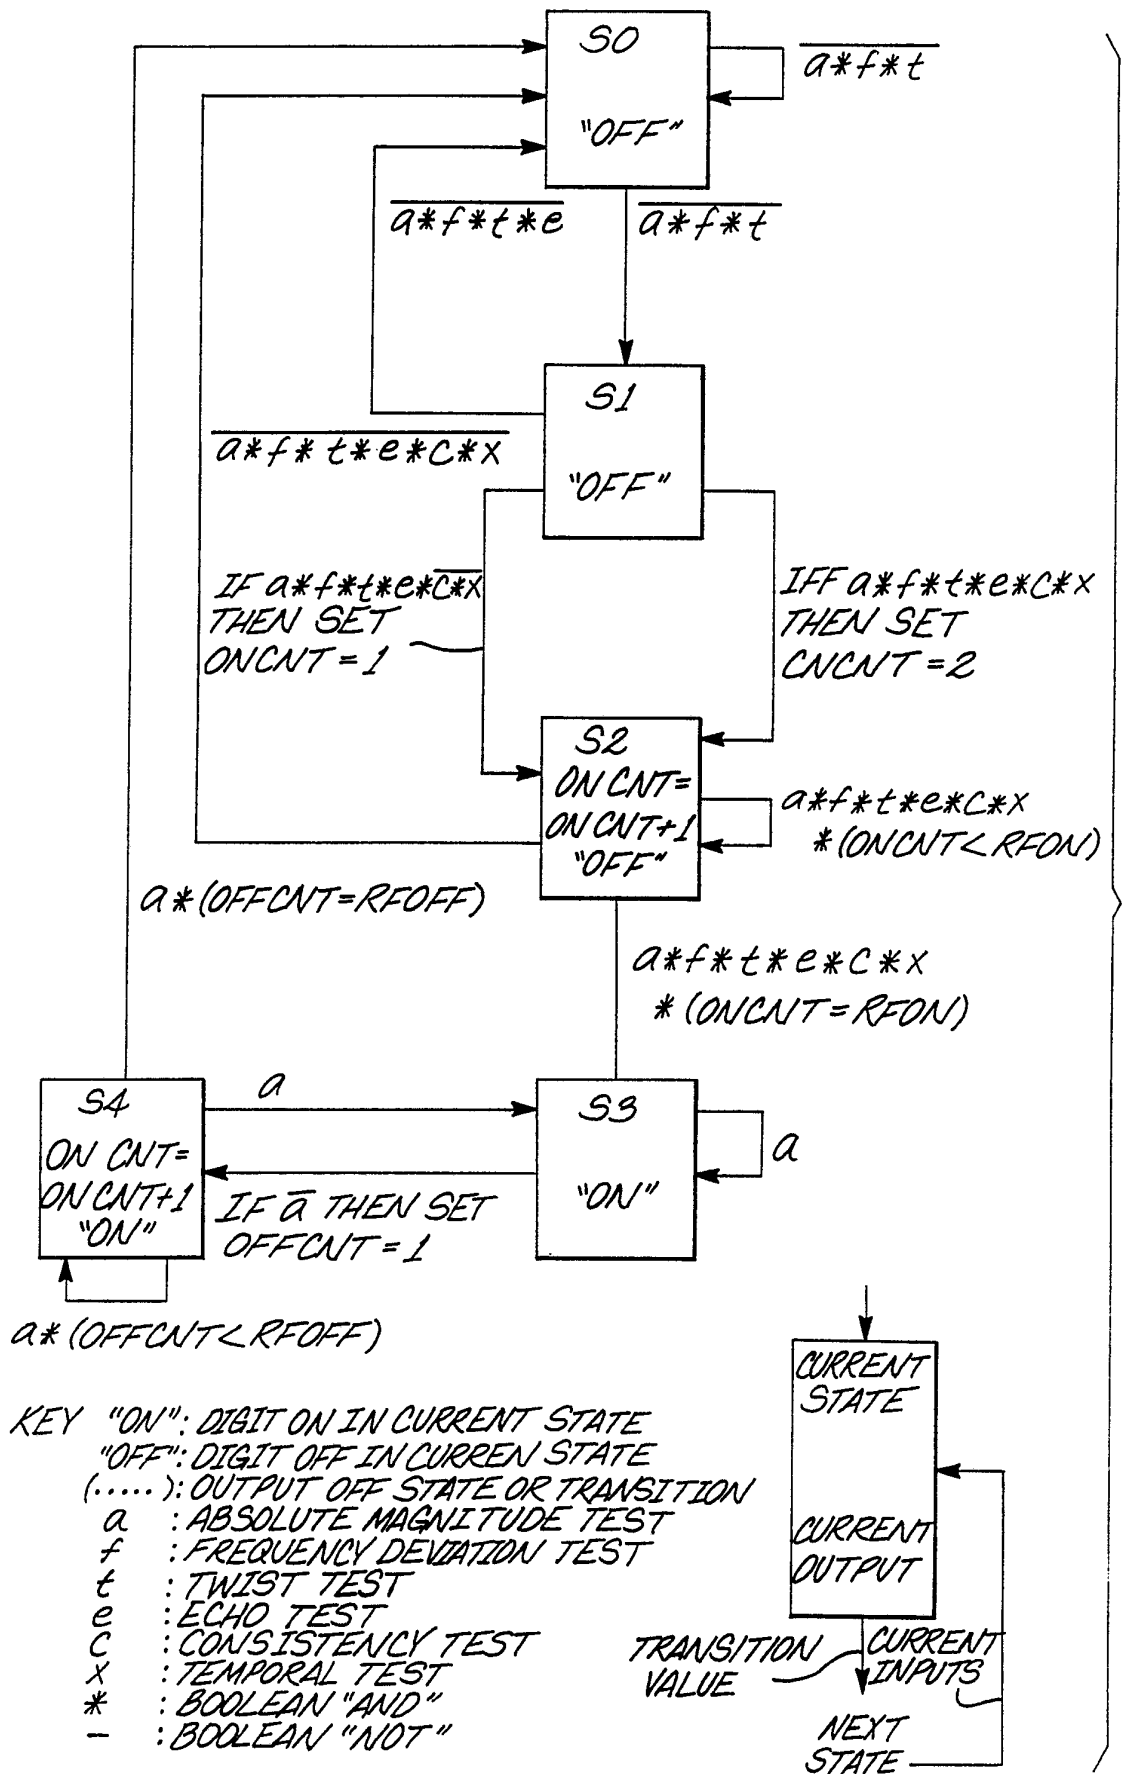 S0
"OFF"
a̅*̅f̅*̅t̅
a̅*̅f̅*̅t̅*̅e̅
a̅*̅f̅*̅t̅
S1
"OFF"
a̅*̅f̅*̅t̅*̅e̅*̅c̅*̅x̅
IF a*f*t*e*c̅*̅x̅
THEN SET
ONCNT = 1
IFF a*f*t*e*c*x
THEN SET
CNCNT = 2
S2
ON CNT=
ON CNT+1
"OFF"
a*f*t*e*c*x
*(ONCNT<RFON)
a*(OFFCNT=RFOFF)
a*f*t*e*c*x
*(ONCNT=RFON)
S4
ON CNT=
ON CNT+1
"ON"
a
S3
"ON"
a
IF a̅ THEN SET
OFFCNT = 1
a*(OFFCNT<RFOFF)
KEY "ON": DIGIT ON IN CURRENT STATE
"OFF": DIGIT OFF IN CURREN STATE
(.....): OUTPUT OFF STATE OR TRANSITION
a : ABSOLUTE MAGNITUDE TEST
f : FREQUENCY DEVIATION TEST
t : TWIST TEST
e : ECHO TEST
C : CONSISTENCY TEST
X : TEMPORAL TEST
* : BOOLEAN "AND"
— : BOOLEAN "NOT"
CURRENT
STATE
CURRENT
OUTPUT
TRANSITION
VALUE
CURRENT
INPUTS
NEXT
STATE